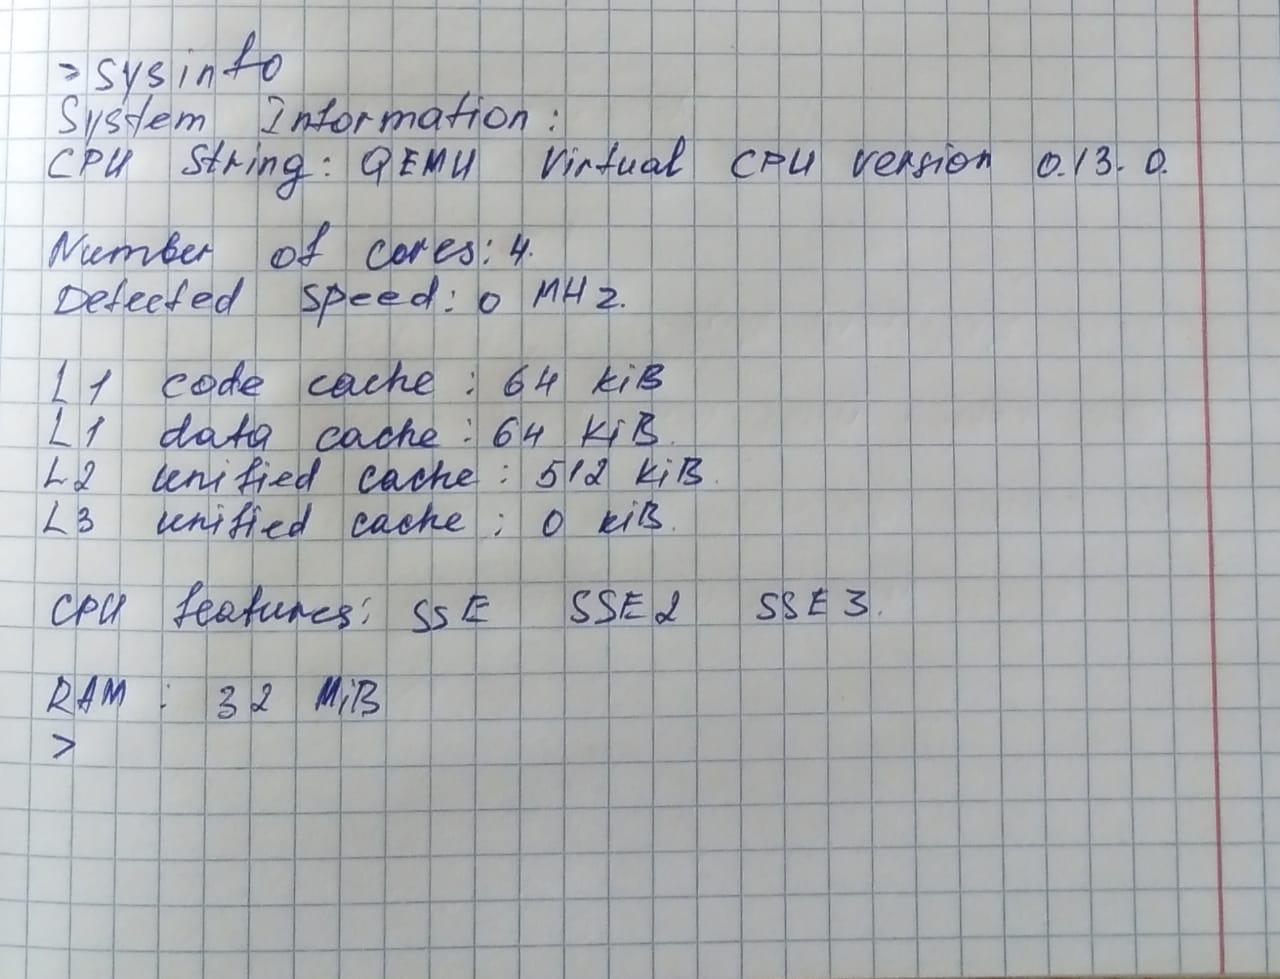 > sysinfo
System Information:
CPU String: QEMU Virtual CPU version 0.13.0.
Number of cores: 4.
Detected speed: 0 MHz.
L1 code cache: 64 KiB
L1 data cache: 64 KiB.
L2 unified cache: 512 KiB.
L3 unified cache: 0 KiB.
CPU features: SSE SSE2 SSE3.
RAM: 32 MiB
>